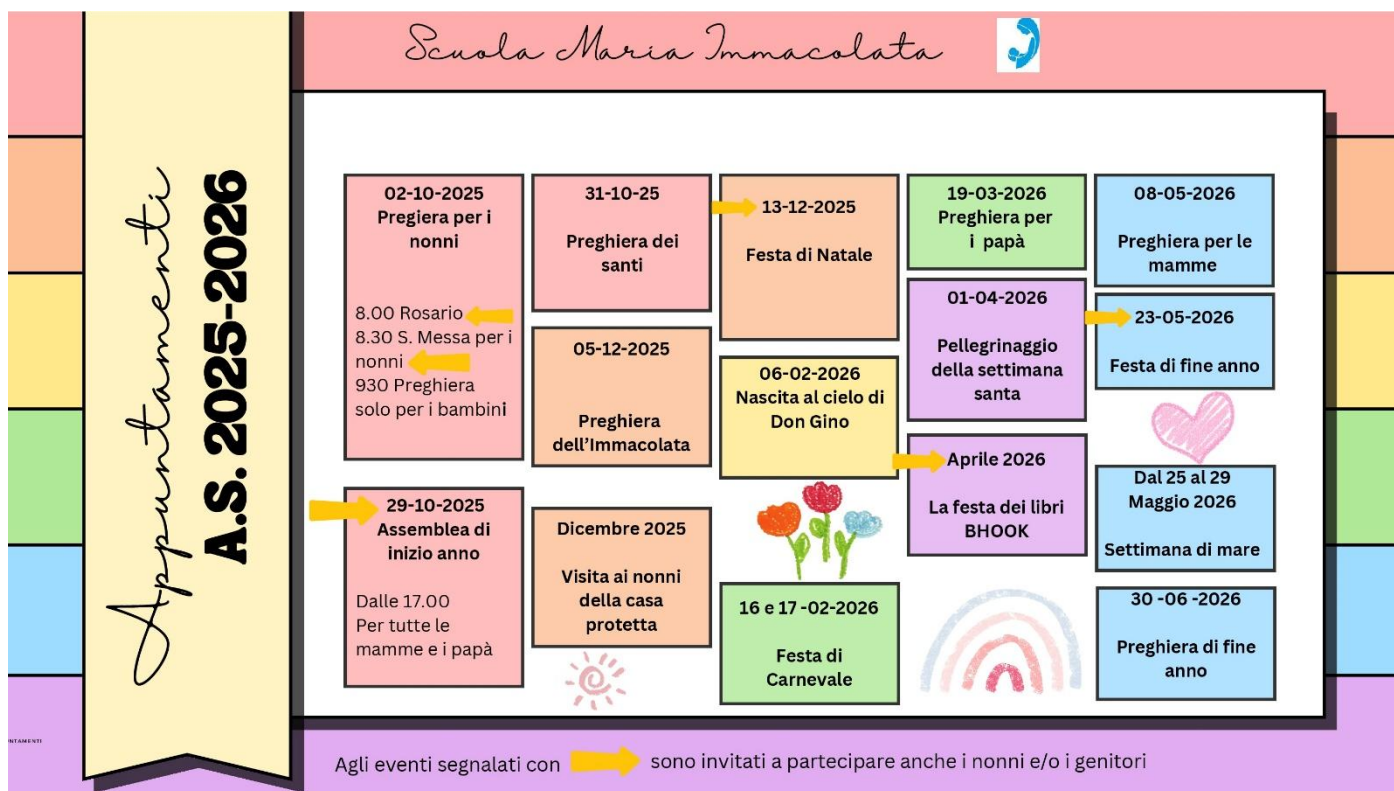 Scuola Maria Immacolata
Appuntamenti
A.S. 2025-2026
02-10-2025
Pregiera per i
nonni
8.00 Rosario
8.30 S. Messa per i
nonni
930 Preghiera
solo per i bambini
29-10-2025
Assemblea di
inizio anno
Dalle 17.00
Per tutte le
mamme e i papà
31-10-25
Preghiera dei
santi
05-12-2025
Preghiera
dell'Immacolata
Dicembre 2025
Visita ai nonni
della casa
protetta
13-12-2025
Festa di Natale
06-02-2026
Nascita al cielo di
Don Gino
16 e 17 -02-2026
Festa di
Carnevale
19-03-2026
Preghiera per
i papà
01-04-2026
Pellegrinaggio
della settimana
santa
Aprile 2026
La festa dei libri
BHOOK
08-05-2026
Preghiera per le
mamme
23-05-2026
Festa di fine anno
Dal 25 al 29
Maggio 2026
Settimana di mare
30 -06 -2026
Preghiera di fine
anno
NTAMENTI
Agli eventi segnalati con sono invitati a partecipare anche i nonni e/o i genitori